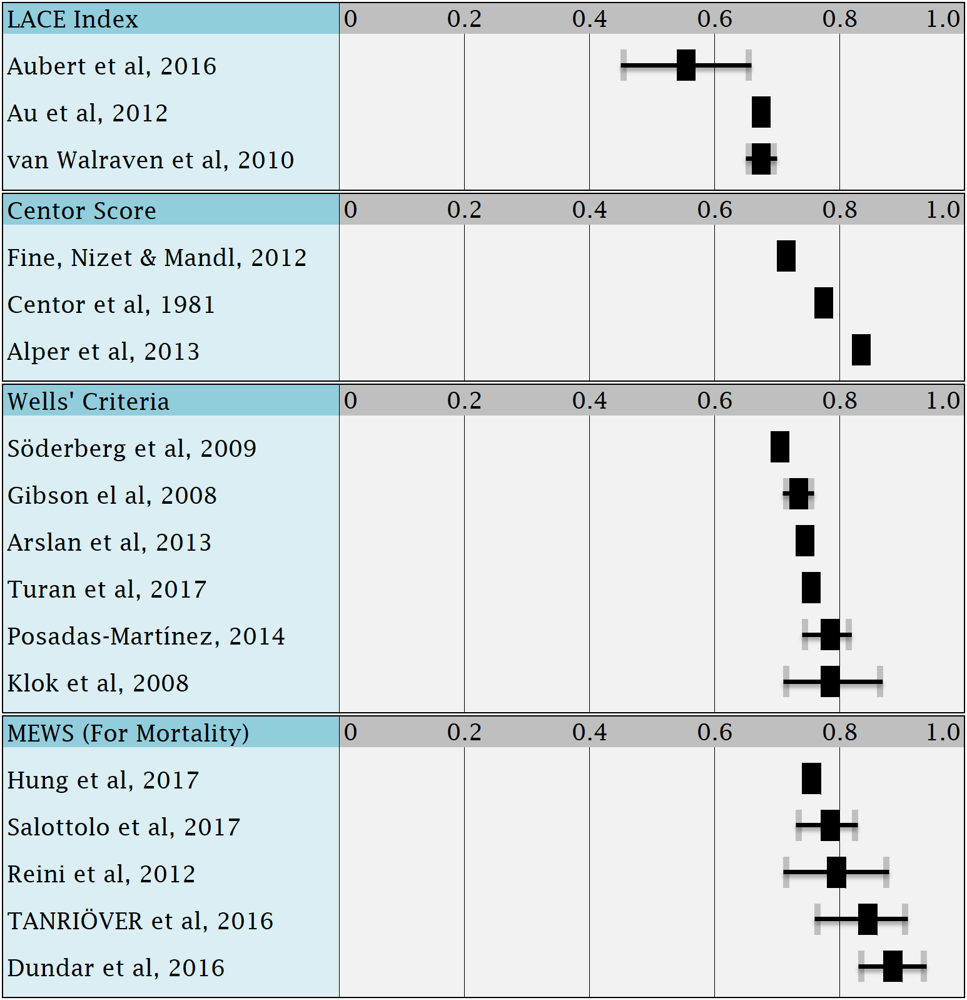 LACE Index 0 0.2 0.4 0.6 0.8 1.0
Aubert et al, 2016
Au et al, 2012
van Walraven et al, 2010
Centor Score 0 0.2 0.4 0.6 0.8 1.0
Fine, Nizet & Mandl, 2012
Centor et al, 1981
Alper et al, 2013
Wells' Criteria 0 0.2 0.4 0.6 0.8 1.0
Söderberg et al, 2009
Gibson el al, 2008
Arslan et al, 2013
Turan et al, 2017
Posadas-Martínez, 2014
Klok et al, 2008
MEWS (For Mortality) 0 0.2 0.4 0.6 0.8 1.0
Hung et al, 2017
Salottolo et al, 2017
Reini et al, 2012
TANRIÖVER et al, 2016
Dundar et al, 2016